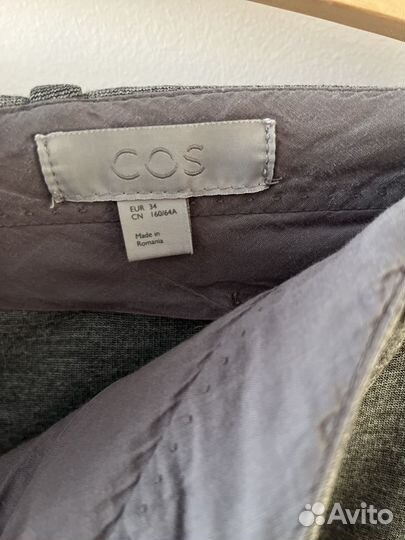 COS
EUR 34
CN 160/64A
Made in
Romania
Avito